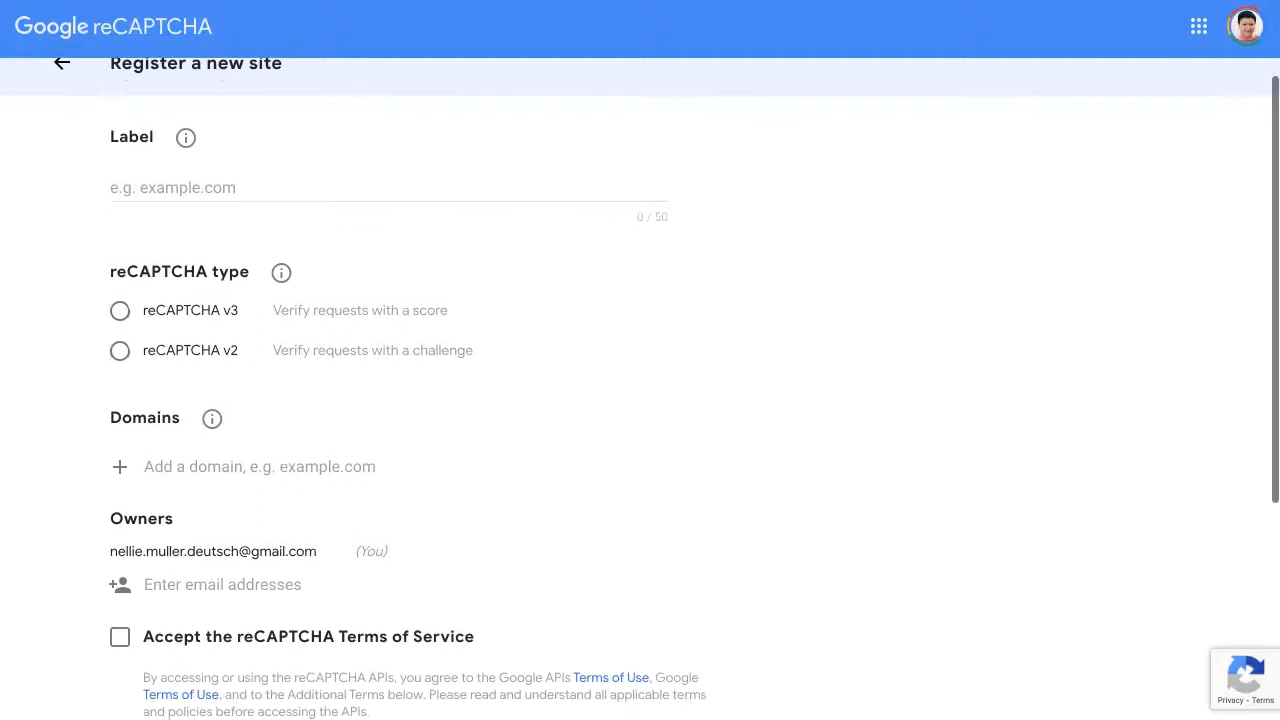 Google reCAPTCHA
Register a new site
Label
e.g. example.com
0 / 50
reCAPTCHA type
reCAPTCHA v3 Verify requests with a score
reCAPTCHA v2 Verify requests with a challenge
Domains
Add a domain, e.g. example.com
Owners
nellie.muller.deutsch@gmail.com (You)
Enter email addresses
Accept the reCAPTCHA Terms of Service
By accessing or using the reCAPTCHA APIs, you agree to the Google APIs Terms of Use, Google
Terms of Use, and to the Additional Terms below. Please read and understand all applicable terms
and policies before accessing the APIs.
Privacy - Terms